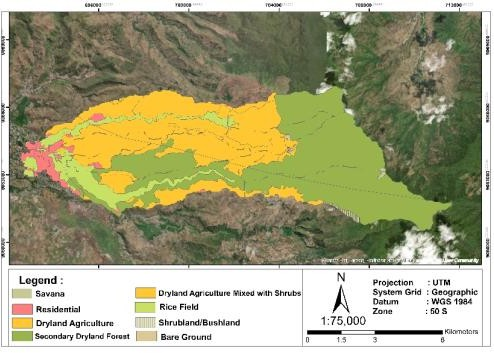 704000
Legend :
Savana
Residential
Dryland Agriculture
Secondary Dryland Forest
Dryland Agriculture Mixed with Shrubs
Rice Field
Shrubland/Bushland
Bare Ground
N
1:75,000
0 1.5 3 6
Kilometers
Projection : UTM
System Grid : Geographic
Datum : WGS 1984
Zone : 50 S